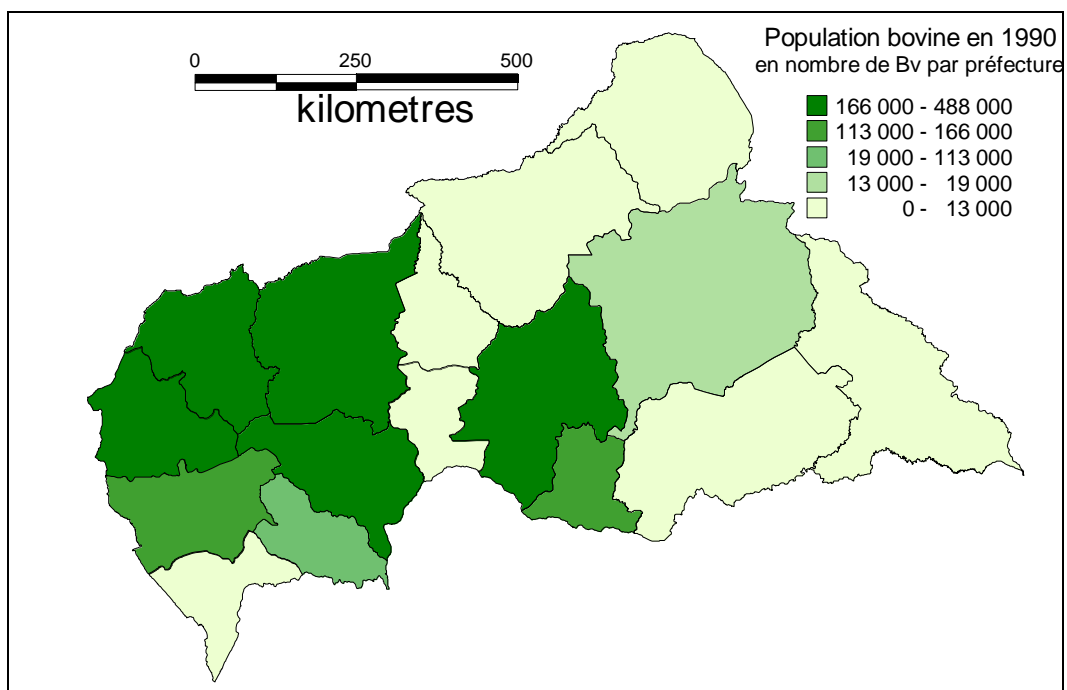 0 250 500
kilometres
Population bovine en 1990
en nombre de Bv par préfecture
166 000 - 488 000
113 000 - 166 000
19 000 - 113 000
13 000 - 19 000
0 - 13 000